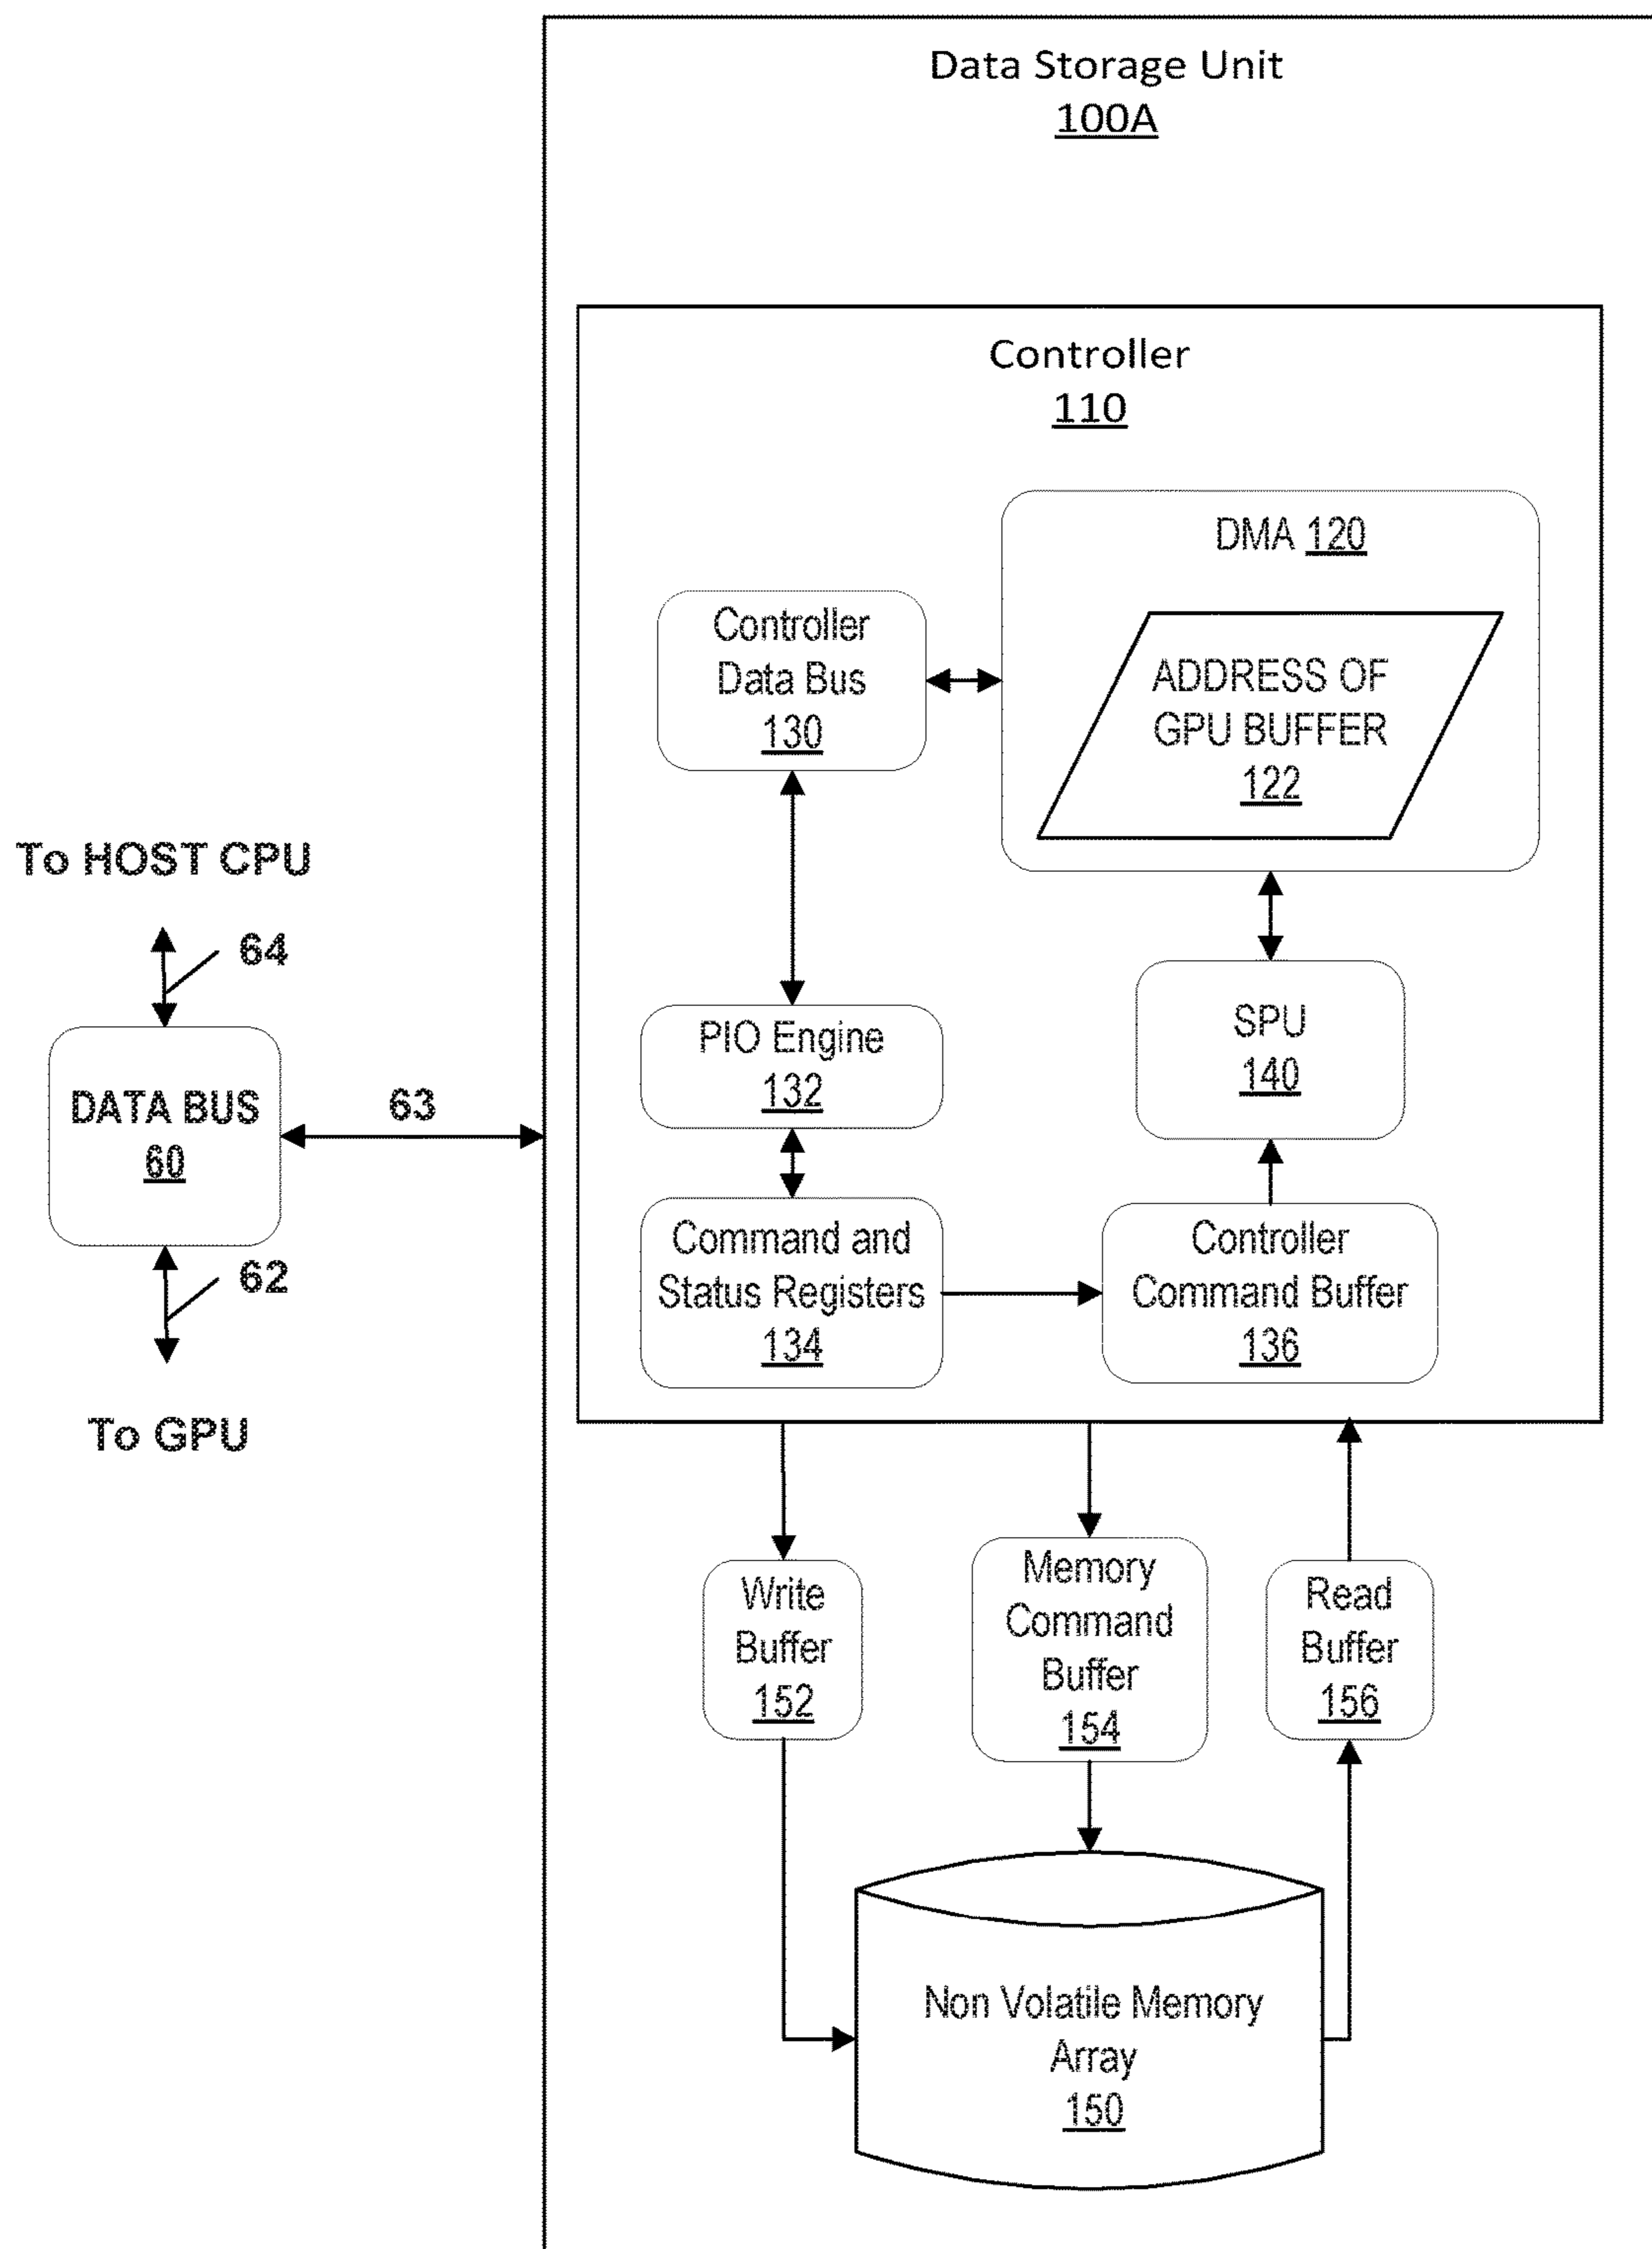 Data Storage Unit
100A
Controller
110
DMA 120
Controller
Data Bus
130
ADDRESS OF
GPU BUFFER
122
To HOST CPU
64
DATA BUS
60
63
62
To GPU
PIO Engine
132
SPU
140
Command and
Status Registers
134
Controller
Command Buffer
136
Write
Buffer
152
Memory
Command
Buffer
154
Read
Buffer
156
Non Volatile Memory
Array
150